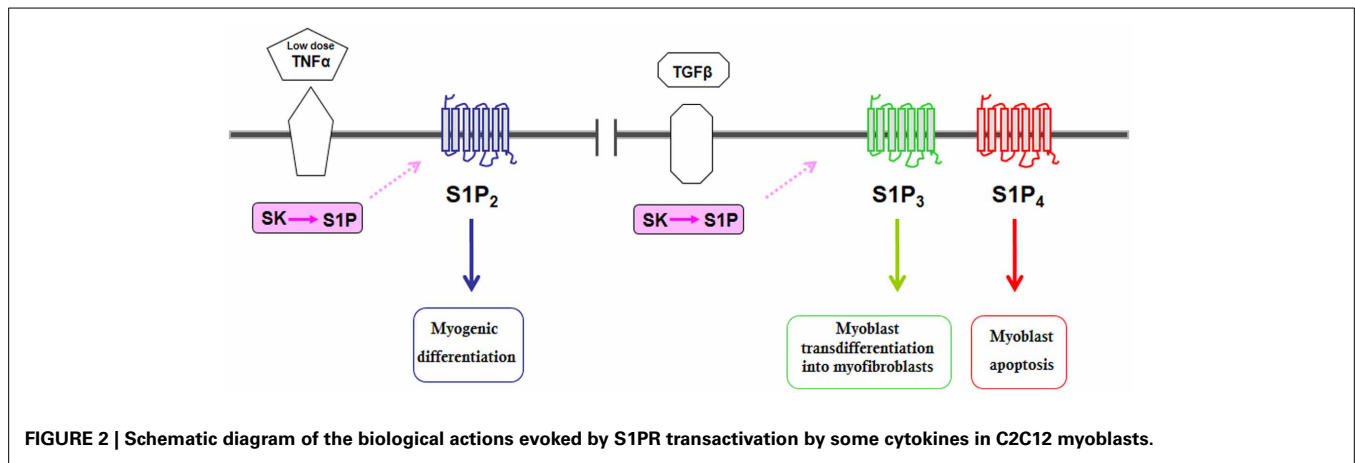 Low dose
TNFα
TGFβ
SK S1P
S1P₂
SK S1P
S1P₃
S1P₄
Myogenic
differentiation
Myoblast
transdifferentiation
into myofibroblasts
Myoblast
apoptosis
FIGURE 2 | Schematic diagram of the biological actions evoked by S1PR transactivation by some cytokines in C2C12 myoblasts.